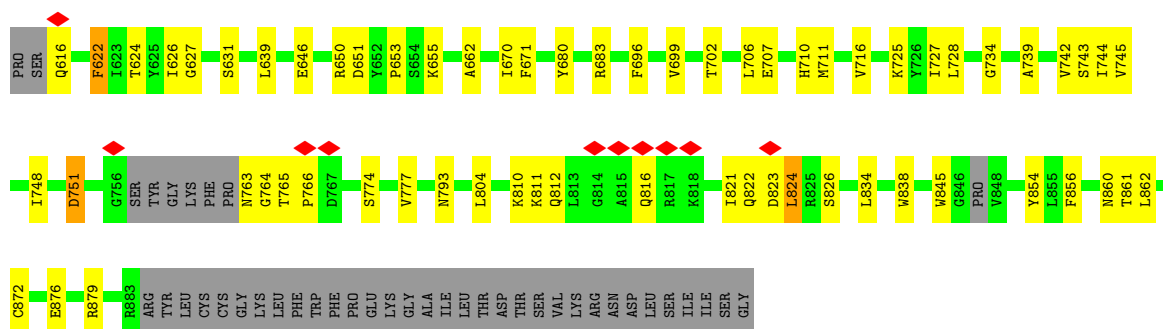 PRO SER Q616 F622 I623 T624 Y625 I626 G627 S631 L639 E646 R650 D651 Y652 P653 S654 K655 A662 I670 F671 Y680 R683 F696 V699 T702 L706 E707 H710 M711 V716 K725 Y726 I727 L728 G734 A739 V742 S743 I744 V745
I748 D751 G756 SER TYR GLY LYS PHE PRO N763 G764 T765 P766 D767 S774 V777 N793 L804 K810 K811 Q812 L813 G814 A815 Q816 R817 K818 I821 Q822 D823 L824 R825 S826 L834 W838 W845 G846 PRO V848 Y854 L855 F856 N860 T861 L862
C872 E876 R879 R883 ARG TYR LEU CYS CYS GLY LYS LEU PHE TRP PHE PRO GLU LYS GLY ALA ILE LEU THR ASP THR SER VAL LYS ARG ASN ASP LEU SER ILE ILE SER GLY